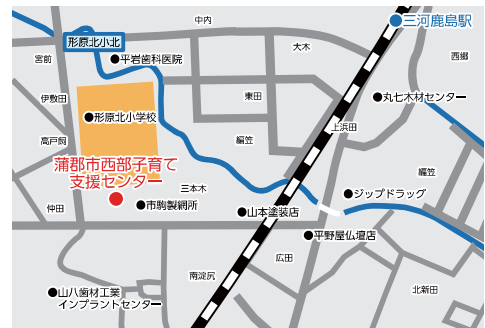 中内
三河鹿島駅
形原北小北
大木
宮前
平岩歯科医院
西郷
伊敷田
東田
丸七木材センター
形原北小学校
上浜田
高戸前
編笠
蒲郡市西部子育て
支援センター
編笠
三本木
ジップドラッグ
仲田
市駒製網所
山本塗装店
平野屋仏壇店
広田
南淀尻
北新田
山八歯材工業
インプラントセンター